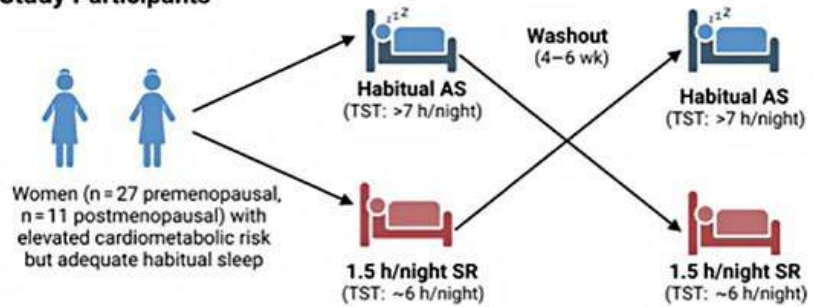 Study Participants
z z Z
Habitual AS
(TST: >7 h/night)
Washout
(4–6 wk)
z z Z
Habitual AS
(TST: >7 h/night)
Women (n = 27 premenopausal,
n = 11 postmenopausal) with
elevated cardiometabolic risk
but adequate habitual sleep
1.5 h/night SR
(TST: ~6 h/night)
1.5 h/night SR
(TST: ~6 h/night)